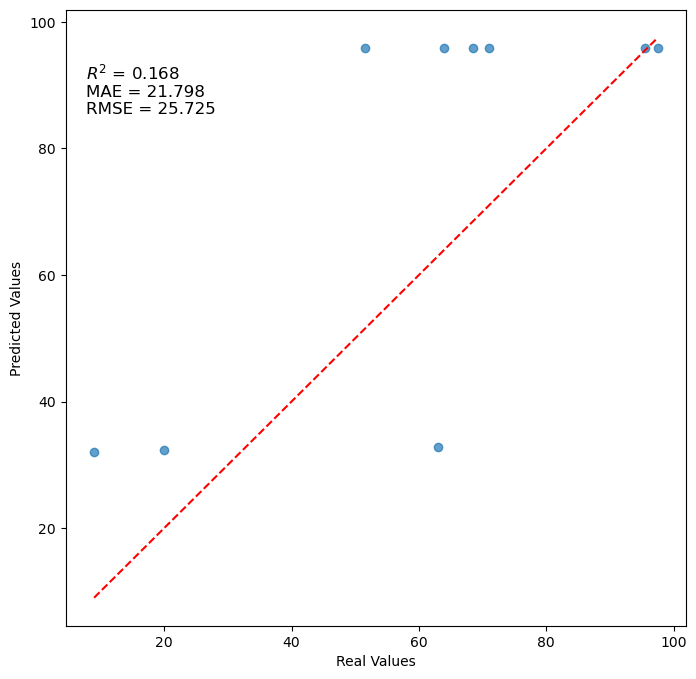 100
R² = 0.168
MAE = 21.798
RMSE = 25.725
80
60
40
20
Predicted Values
20 40 60 80 100
Real Values